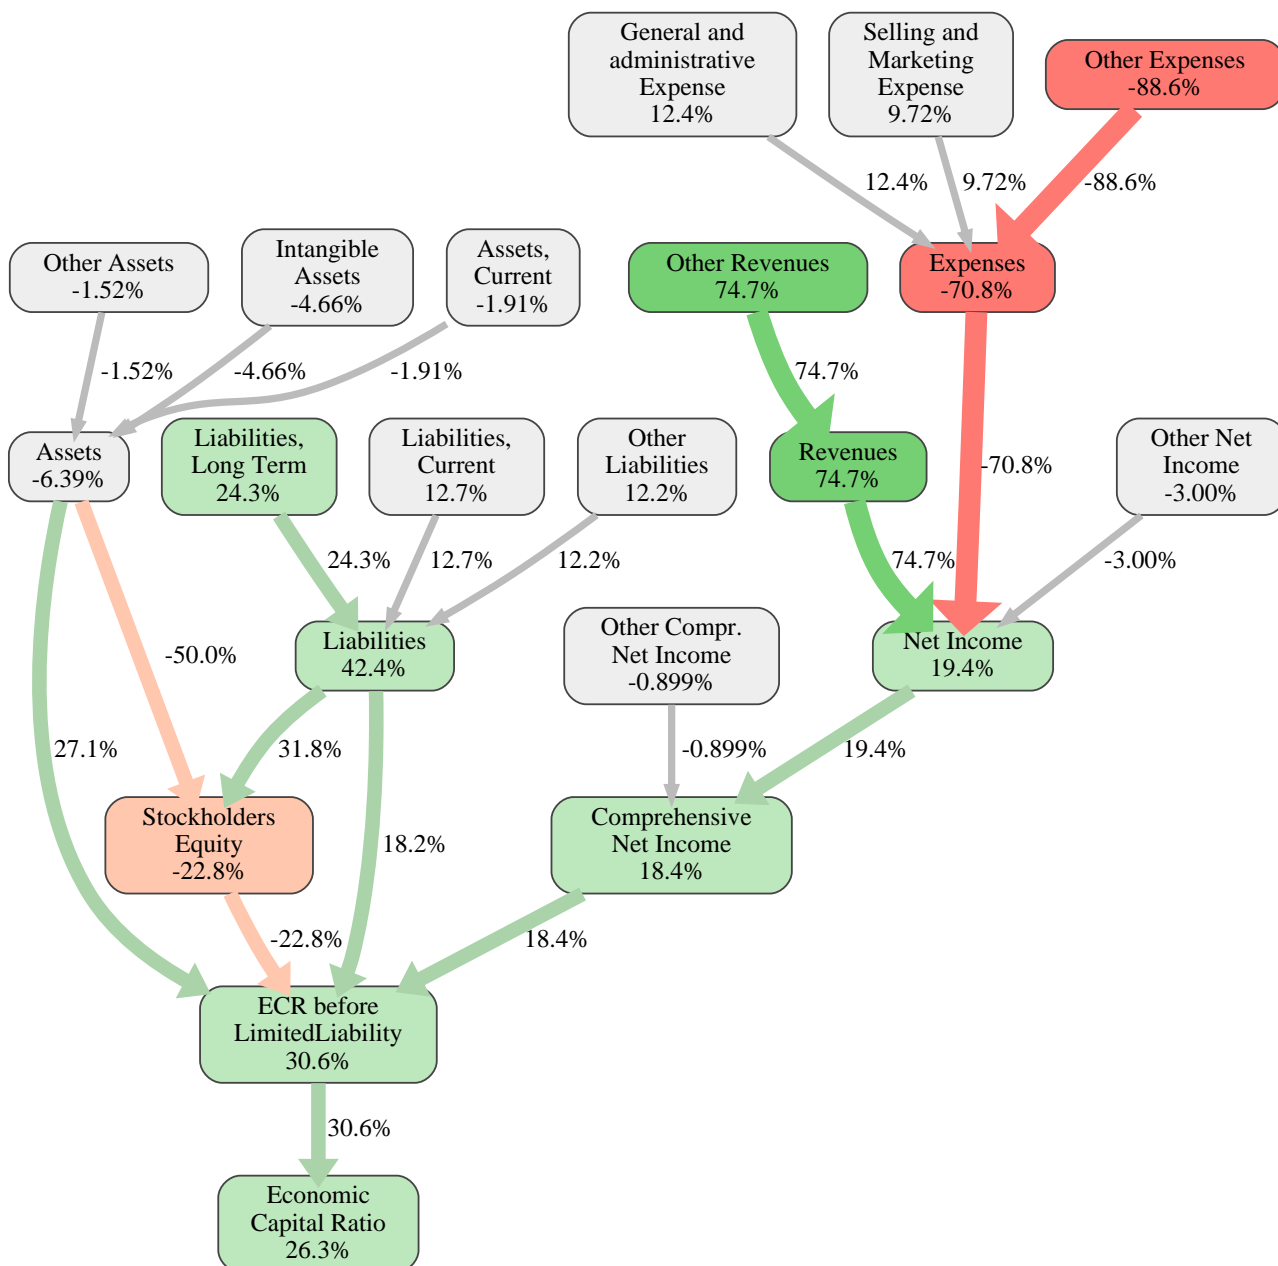 General and
administrative
Expense
12.4%
Selling and
Marketing
Expense
9.72%
Other Expenses
-88.6%
12.4%
9.72%
-88.6%
Other Assets
-1.52%
Intangible
Assets
-4.66%
Assets,
Current
-1.91%
Other Revenues
74.7%
Expenses
-70.8%
-1.52%
-4.66%
-1.91%
74.7%
Assets
-6.39%
Liabilities,
Long Term
24.3%
Liabilities,
Current
12.7%
Other
Liabilities
12.2%
Revenues
74.7%
-70.8%
Other Net
Income
-3.00%
24.3%
12.7%
12.2%
74.7%
-3.00%
-50.0%
Liabilities
42.4%
Other Compr.
Net Income
-0.899%
Net Income
19.4%
27.1%
31.8%
-0.899%
19.4%
Stockholders
Equity
-22.8%
18.2%
Comprehensive
Net Income
18.4%
-22.8%
18.4%
ECR before
LimitedLiability
30.6%
30.6%
Economic
Capital Ratio
26.3%